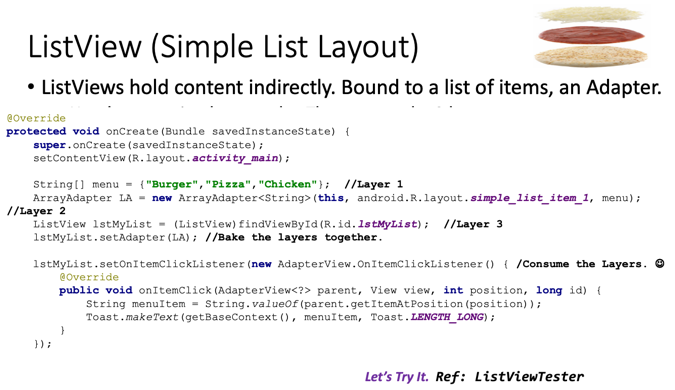 ListView (Simple List Layout)
• ListViews hold content indirectly. Bound to a list of items, an Adapter.
@Override
protected void onCreate(Bundle savedInstanceState) {
super.onCreate(savedInstanceState);
setContentView(R.layout.activity_main);
String[] menu = {"Burger","Pizza","Chicken"};  //Layer 1
ArrayAdapter LA = new ArrayAdapter<String>(this, android.R.layout.simple_list_item_1, menu);
//Layer 2
ListView lstMyList = (ListView)findViewById(R.id.lstMyList);  //Layer 3
lstMyList.setAdapter(LA); //Bake the layers together.
lstMyList.setOnItemClickListener(new AdapterView.OnItemClickListener() { /Consume the Layers. ☺
@Override
public void onItemClick(AdapterView<?> parent, View view, int position, long id) {
String menuItem = String.valueOf(parent.getItemAtPosition(position));
Toast.makeText(getBaseContext(), menuItem, Toast.LENGTH_LONG);
}
});
Let's Try It. Ref: ListViewTester